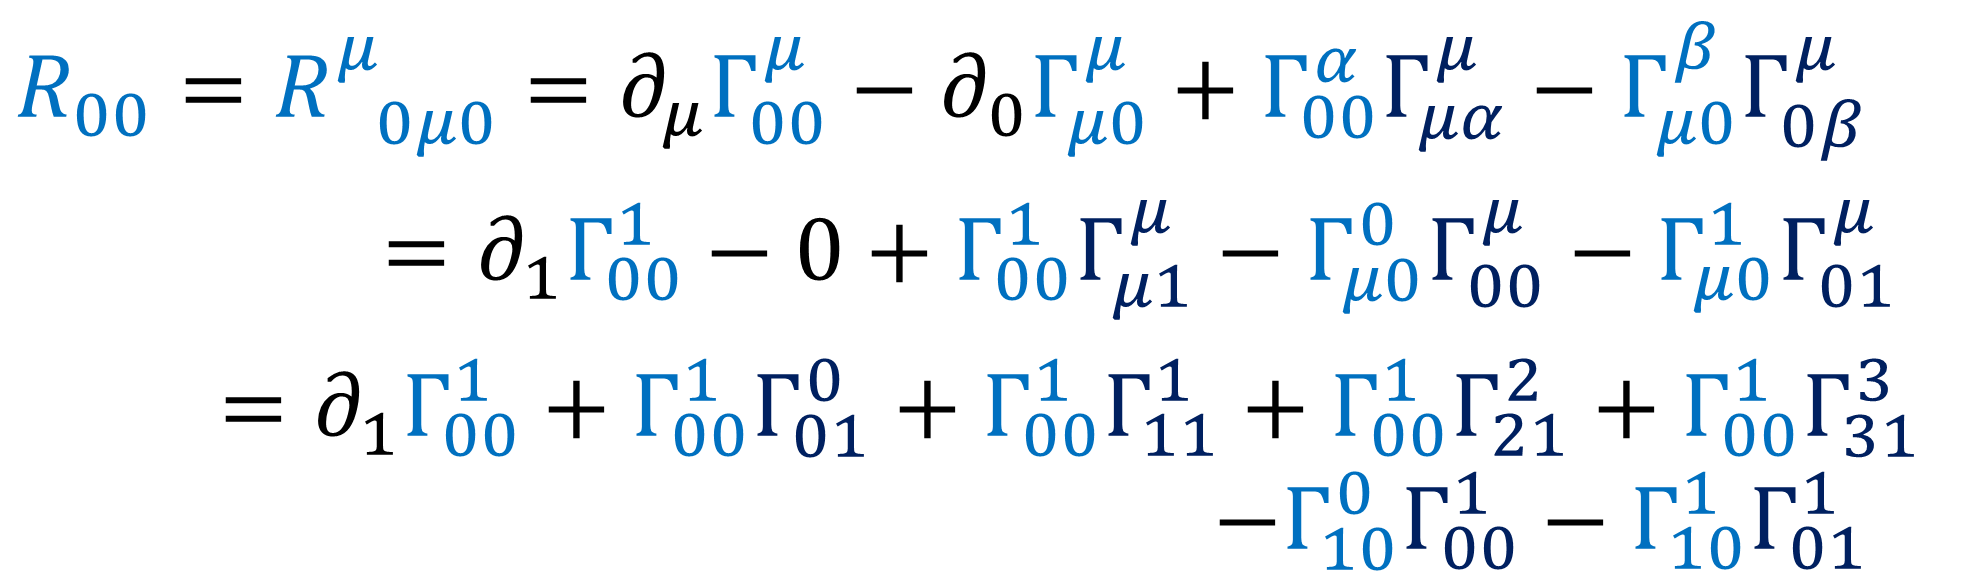 R₀₀ = R^μ_{0μ0} = ∂_μ Γ^μ_{00} − ∂_0 Γ^μ_{μ0} + Γ^α_{00} Γ^μ_{μα} − Γ^β_{μ0} Γ^μ_{0β}
= ∂_1 Γ^1_{00} − 0 + Γ^1_{00} Γ^μ_{μ1} − Γ^0_{μ0} Γ^μ_{00} − Γ^1_{μ0} Γ^μ_{01}
= ∂_1 Γ^1_{00} + Γ^1_{00} Γ^0_{01} + Γ^1_{00} Γ^1_{11} + Γ^1_{00} Γ^2_{21} + Γ^1_{00} Γ^3_{31}
−Γ^0_{10} Γ^1_{00} − Γ^1_{10} Γ^1_{01}